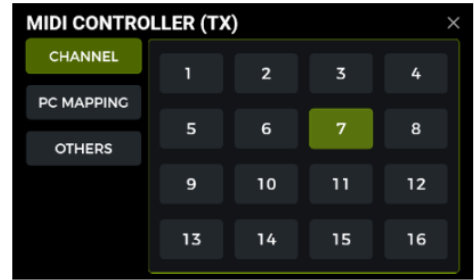 MIDI CONTROLLER (TX) ×
CHANNEL
PC MAPPING
OTHERS
1 2 3 4
5 6 7 8
9 10 11 12
13 14 15 16